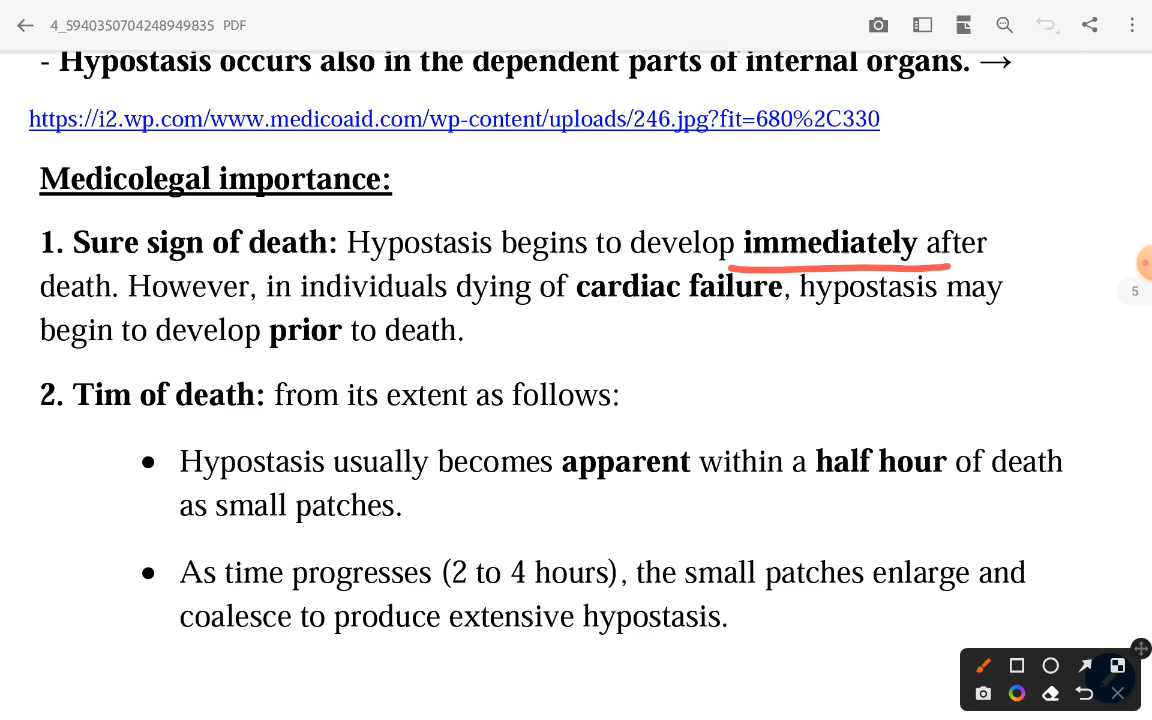 4_5940350704248949835 PDF
- Hypostasis occurs also in the dependent parts of internal organs. →
https://i2.wp.com/www.medicoaid.com/wp-content/uploads/246.jpg?fit=680%2C330
Medicolegal importance:
1. Sure sign of death: Hypostasis begins to develop immediately after
death. However, in individuals dying of cardiac failure, hypostasis may
begin to develop prior to death.
5
2. Tim of death: from its extent as follows:
• Hypostasis usually becomes apparent within a half hour of death
as small patches.
• As time progresses (2 to 4 hours), the small patches enlarge and
coalesce to produce extensive hypostasis.